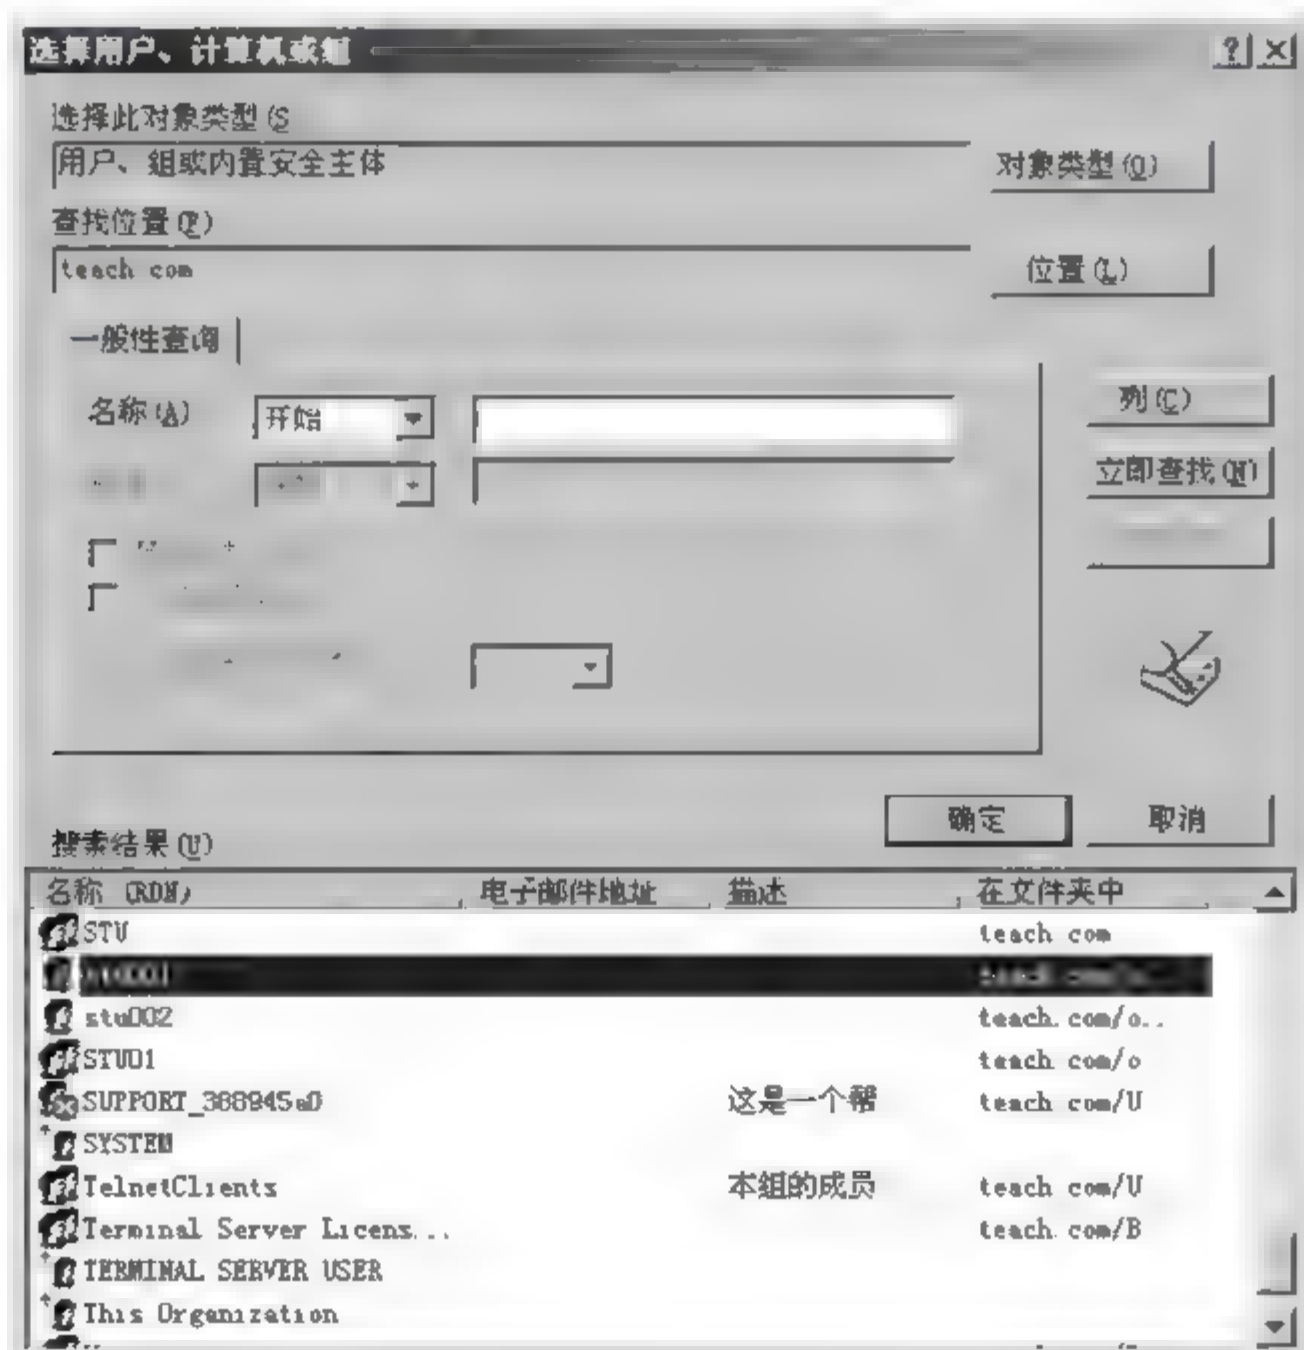 选择用户、计算机或组
选择此对象类型(S
用户、组或内置安全主体
对象类型(O)
查找位置(F)
teach com
位置(L)
一般性查询
名称(A) 开始
列(C)
立即查找(N)
确定 取消
搜索结果(U)
名称 (RDN) 电子邮件地址 描述 在文件夹中
STU teach com
stu002 teach.com/o..
STU01 teach com/o
SUPPORT_388945a0 这是一个帮 teach com/U
SYSTEM
TelnetClients 本组的成员 teach com/U
Terminal Server Licens... teach com/B
TERMINAL SERVER USER
This Organization